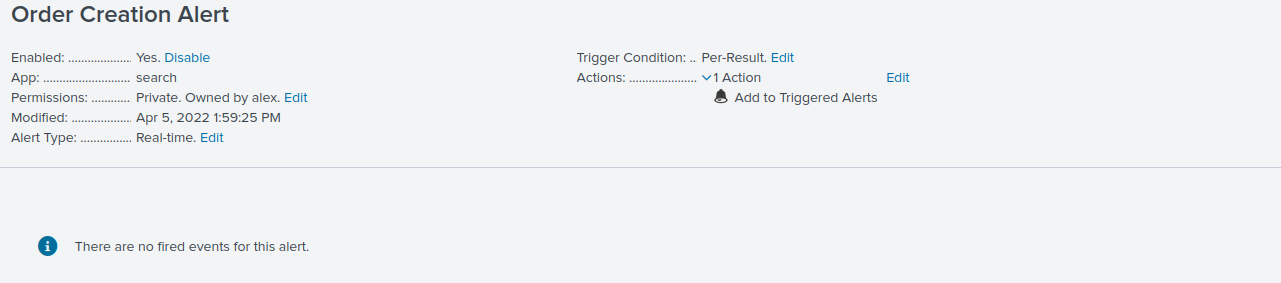 Order Creation Alert
Enabled: ..................... Yes. Disable
App: ............................ search
Permissions: ............. Private. Owned by alex. Edit
Modified: .................... Apr 5, 2022 1:59:25 PM
Alert Type: ................. Real-time. Edit
Trigger Condition: .. Per-Result. Edit
Actions: ...................... 1 Action Edit
Add to Triggered Alerts
There are no fired events for this alert.